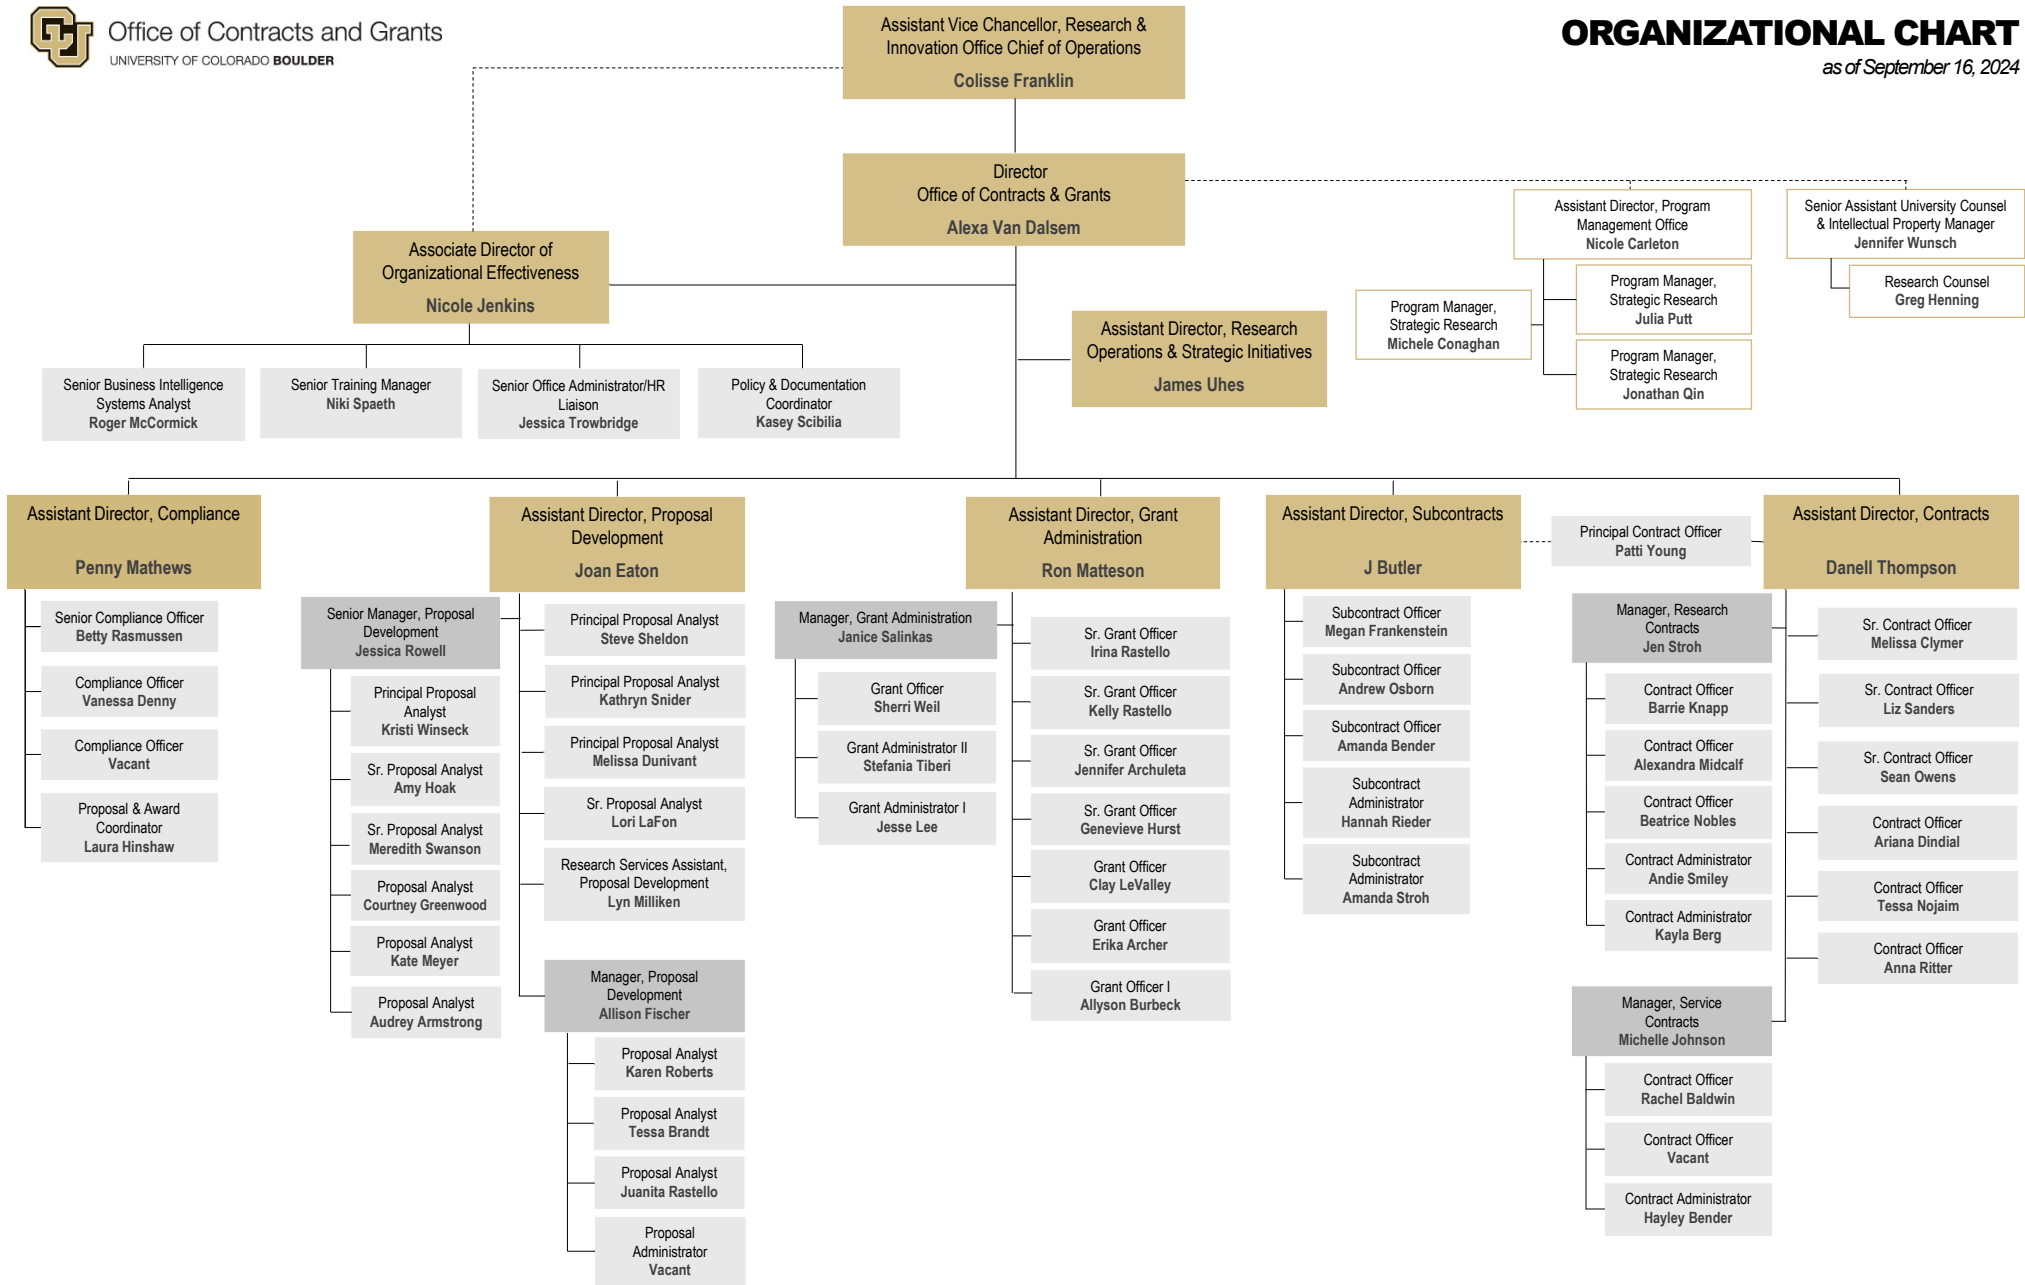 CU
Office of Contracts and Grants
UNIVERSITY OF COLORADO BOULDER
ORGANIZATIONAL CHART
as of September 16, 2024
Assistant Vice Chancellor, Research &
Innovation Office Chief of Operations
Colisse Franklin
Director
Office of Contracts & Grants
Alexa Van Dalsem
Associate Director of
Organizational Effectiveness
Nicole Jenkins
Assistant Director, Program
Management Office
Nicole Carleton
Senior Assistant University Counsel
& Intellectual Property Manager
Jennifer Wunsch
Program Manager,
Strategic Research
Julia Putt
Research Counsel
Greg Henning
Program Manager,
Strategic Research
Michele Conaghan
Program Manager,
Strategic Research
Jonathan Qin
Assistant Director, Research
Operations & Strategic Initiatives
James Uhes
Senior Business Intelligence
Systems Analyst
Roger McCormick
Senior Training Manager
Niki Spaeth
Senior Office Administrator/HR
Liaison
Jessica Trowbridge
Policy & Documentation
Coordinator
Kasey Scibilia
Assistant Director, Compliance
Penny Mathews
Senior Compliance Officer
Betty Rasmussen
Compliance Officer
Vanessa Denny
Compliance Officer
Vacant
Proposal & Award
Coordinator
Laura Hinshaw
Assistant Director, Proposal
Development
Joan Eaton
Senior Manager, Proposal
Development
Jessica Rowell
Principal Proposal
Analyst
Kristi Winseck
Sr. Proposal Analyst
Amy Hoak
Sr. Proposal Analyst
Meredith Swanson
Proposal Analyst
Courtney Greenwood
Proposal Analyst
Kate Meyer
Proposal Analyst
Audrey Armstrong
Principal Proposal Analyst
Steve Sheldon
Principal Proposal Analyst
Kathryn Snider
Principal Proposal Analyst
Melissa Dunivant
Sr. Proposal Analyst
Lori LaFon
Research Services Assistant,
Proposal Development
Lyn Milliken
Manager, Proposal
Development
Allison Fischer
Proposal Analyst
Karen Roberts
Proposal Analyst
Tessa Brandt
Proposal Analyst
Juanita Rastello
Proposal
Administrator
Vacant
Assistant Director, Grant
Administration
Ron Matteson
Manager, Grant Administration
Janice Salinkas
Grant Officer
Sherri Weil
Grant Administrator II
Stefania Tiberi
Grant Administrator I
Jesse Lee
Sr. Grant Officer
Irina Rastello
Sr. Grant Officer
Kelly Rastello
Sr. Grant Officer
Jennifer Archuleta
Sr. Grant Officer
Genevieve Hurst
Grant Officer
Clay LeValley
Grant Officer
Erika Archer
Grant Officer I
Allyson Burbeck
Assistant Director, Subcontracts
J Butler
Subcontract Officer
Megan Frankenstein
Subcontract Officer
Andrew Osborn
Subcontract Officer
Amanda Bender
Subcontract
Administrator
Hannah Rieder
Subcontract
Administrator
Amanda Stroh
Principal Contract Officer
Patti Young
Assistant Director, Contracts
Danell Thompson
Manager, Research
Contracts
Jen Stroh
Contract Officer
Barrie Knapp
Contract Officer
Alexandra Midcalf
Contract Officer
Beatrice Nobles
Contract Administrator
Andie Smiley
Contract Administrator
Kayla Berg
Sr. Contract Officer
Melissa Clymer
Sr. Contract Officer
Liz Sanders
Sr. Contract Officer
Sean Owens
Contract Officer
Ariana Dindial
Contract Officer
Tessa Nojaim
Contract Officer
Anna Ritter
Manager, Service
Contracts
Michelle Johnson
Contract Officer
Rachel Baldwin
Contract Officer
Vacant
Contract Administrator
Hayley Bender